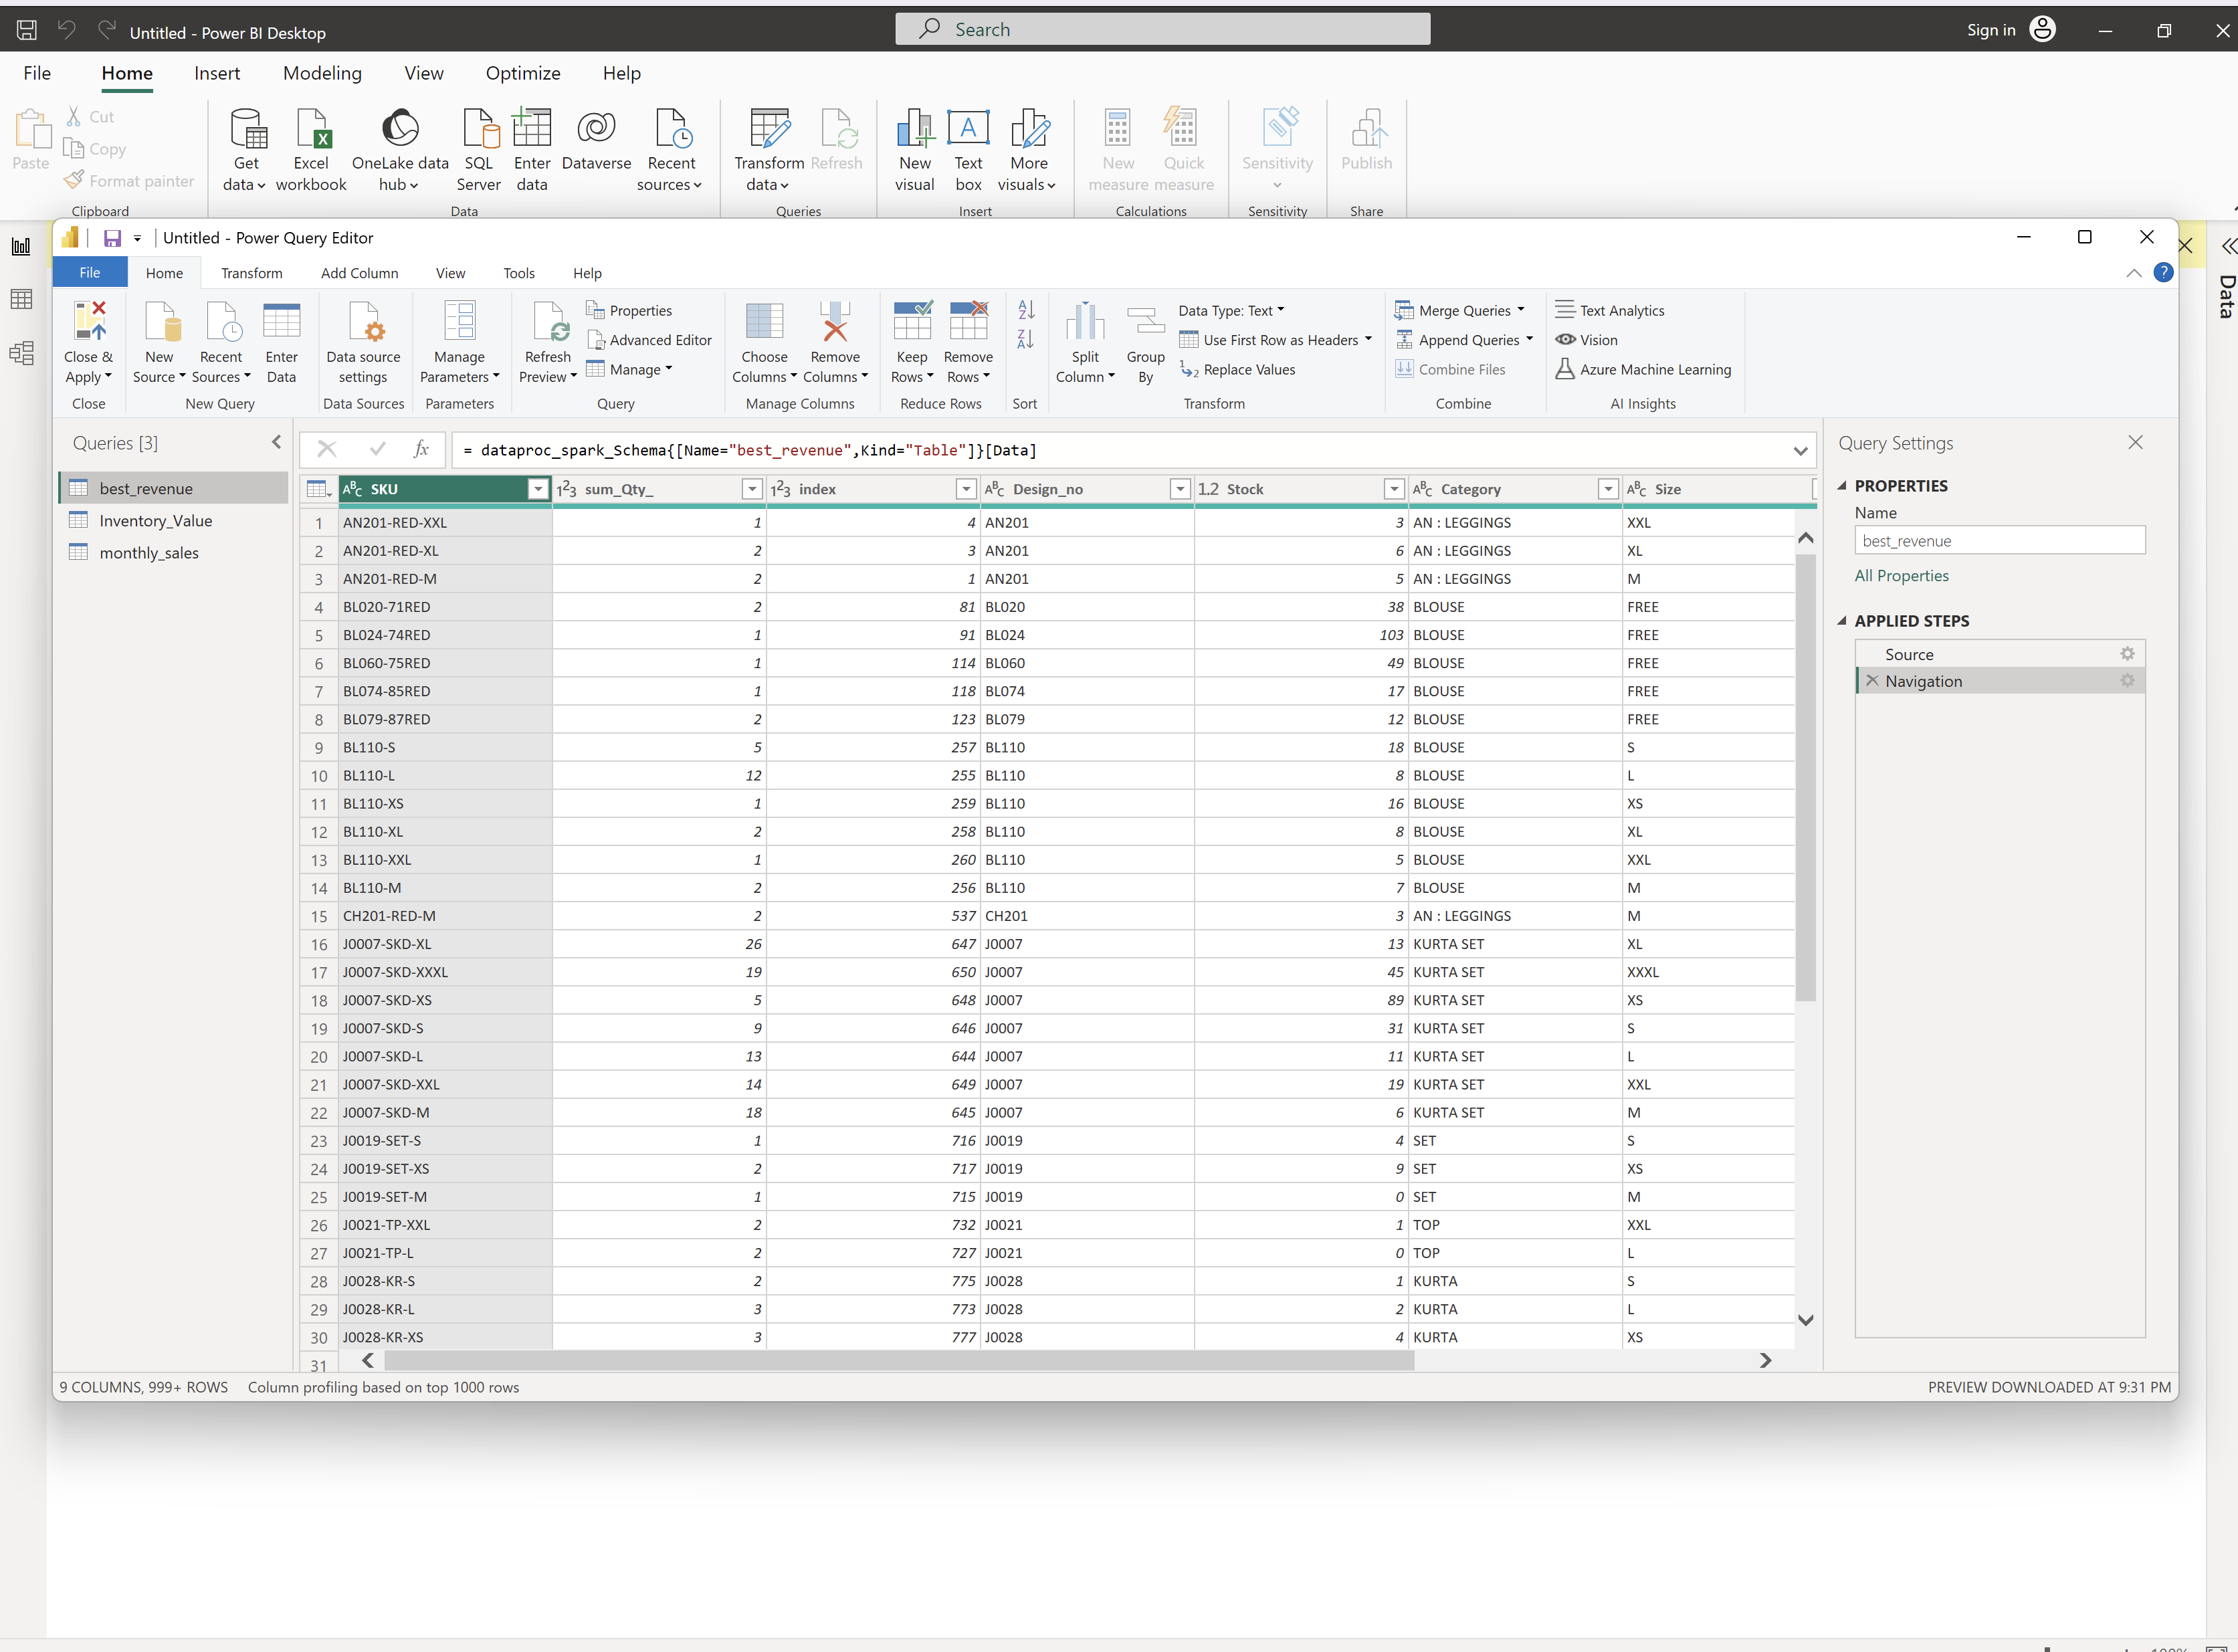 Untitled - Power BI Desktop
Search
Sign in
File Home Insert Modeling View Optimize Help
Paste
Cut
Copy
Format painter
Clipboard
Get data
Excel workbook
OneLake data hub
SQL Server
Enter data
Dataverse
Recent sources
Data
Transform data
Refresh
Queries
New visual
Text box
More visuals
Insert
New measure
Quick measure
Calculations
Sensitivity
Sensitivity
Publish
Share
Data
Untitled - Power Query Editor
File Home Transform Add Column View Tools Help
Close & Apply
Close
New Source
Recent Sources
Enter Data
New Query
Data source settings
Data Sources
Manage Parameters
Parameters
Refresh Preview
Properties
Advanced Editor
Manage
Query
Choose Columns
Remove Columns
Manage Columns
Keep Rows
Remove Rows
Reduce Rows
Sort
Split Column
Group By
Data Type: Text
Use First Row as Headers
Replace Values
Transform
Merge Queries
Append Queries
Combine Files
Combine
Text Analytics
Vision
Azure Machine Learning
AI Insights
Queries [3]
best_revenue
Inventory_Value
monthly_sales
fx = dataproc_spark_Schema{[Name="best_revenue",Kind="Table"]}[Data]
ABC SKU 123 sum_Qty_ 123 index ABC Design_no 1.2 Stock ABC Category ABC Size
1 AN201-RED-XXL 1 4 AN201 3 AN : LEGGINGS XXL
2 AN201-RED-XL 2 3 AN201 6 AN : LEGGINGS XL
3 AN201-RED-M 2 1 AN201 5 AN : LEGGINGS M
4 BL020-71RED 2 81 BL020 38 BLOUSE FREE
5 BL024-74RED 1 91 BL024 103 BLOUSE FREE
6 BL060-75RED 1 114 BL060 49 BLOUSE FREE
7 BL074-85RED 1 118 BL074 17 BLOUSE FREE
8 BL079-87RED 2 123 BL079 12 BLOUSE FREE
9 BL110-S 5 257 BL110 18 BLOUSE S
10 BL110-L 12 255 BL110 8 BLOUSE L
11 BL110-XS 1 259 BL110 16 BLOUSE XS
12 BL110-XL 2 258 BL110 8 BLOUSE XL
13 BL110-XXL 1 260 BL110 5 BLOUSE XXL
14 BL110-M 2 256 BL110 7 BLOUSE M
15 CH201-RED-M 2 537 CH201 3 AN : LEGGINGS M
16 J0007-SKD-XL 26 647 J0007 13 KURTA SET XL
17 J0007-SKD-XXXL 19 650 J0007 45 KURTA SET XXXL
18 J0007-SKD-XS 5 648 J0007 89 KURTA SET XS
19 J0007-SKD-S 9 646 J0007 31 KURTA SET S
20 J0007-SKD-L 13 644 J0007 11 KURTA SET L
21 J0007-SKD-XXL 14 649 J0007 19 KURTA SET XXL
22 J0007-SKD-M 18 645 J0007 6 KURTA SET M
23 J0019-SET-S 1 716 J0019 4 SET S
24 J0019-SET-XS 2 717 J0019 9 SET XS
25 J0019-SET-M 1 715 J0019 0 SET M
26 J0021-TP-XXL 2 732 J0021 1 TOP XXL
27 J0021-TP-L 2 727 J0021 0 TOP L
28 J0028-KR-S 2 775 J0028 1 KURTA S
29 J0028-KR-L 3 773 J0028 2 KURTA L
30 J0028-KR-XS 3 777 J0028 4 KURTA XS
31
Query Settings
PROPERTIES
Name
best_revenue
All Properties
APPLIED STEPS
Source
Navigation
9 COLUMNS, 999+ ROWS Column profiling based on top 1000 rows
PREVIEW DOWNLOADED AT 9:31 PM